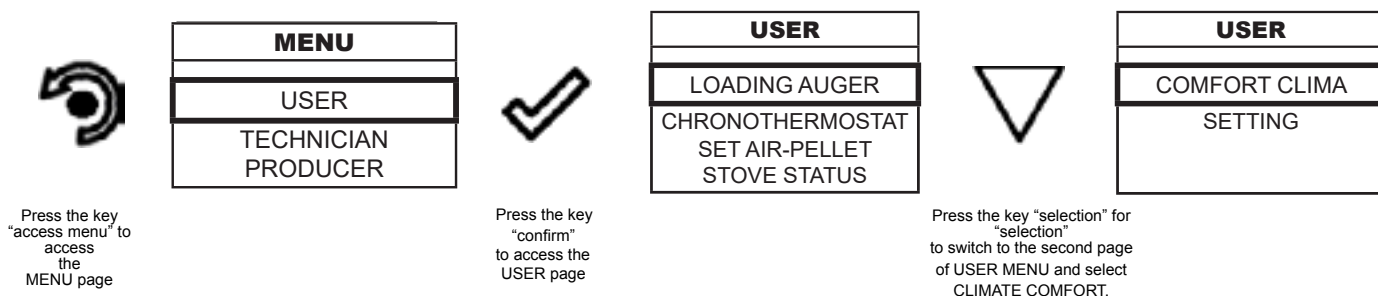 MENU
USER
TECHNICIAN
PRODUCER
USER
LOADING AUGER
CHRONOTHERMOSTAT
SET AIR-PELLET
STOVE STATUS
USER
COMFORT CLIMA
SETTING
Press the key
"access menu" to
access
the
MENU page
Press the key
“confirm”
to access the
USER page
Press the key “selection” for
“selection”
to switch to the second page
of USER MENU and select
CLIMATE COMFORT.